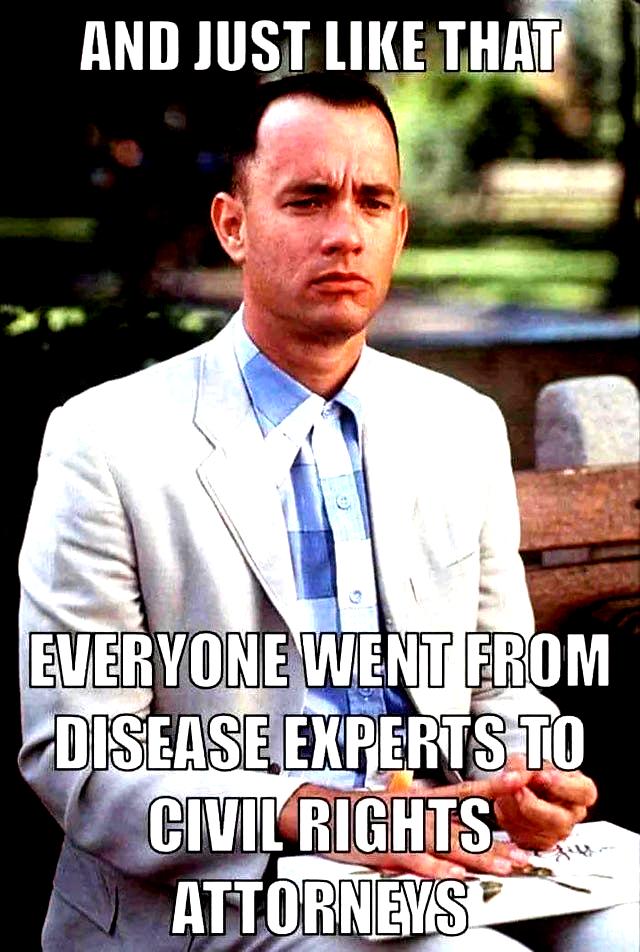 AND JUST LIKE THAT
EVERYONE WENT FROM
DISEASE EXPERTS TO
CIVIL RIGHTS
ATTORNEYS